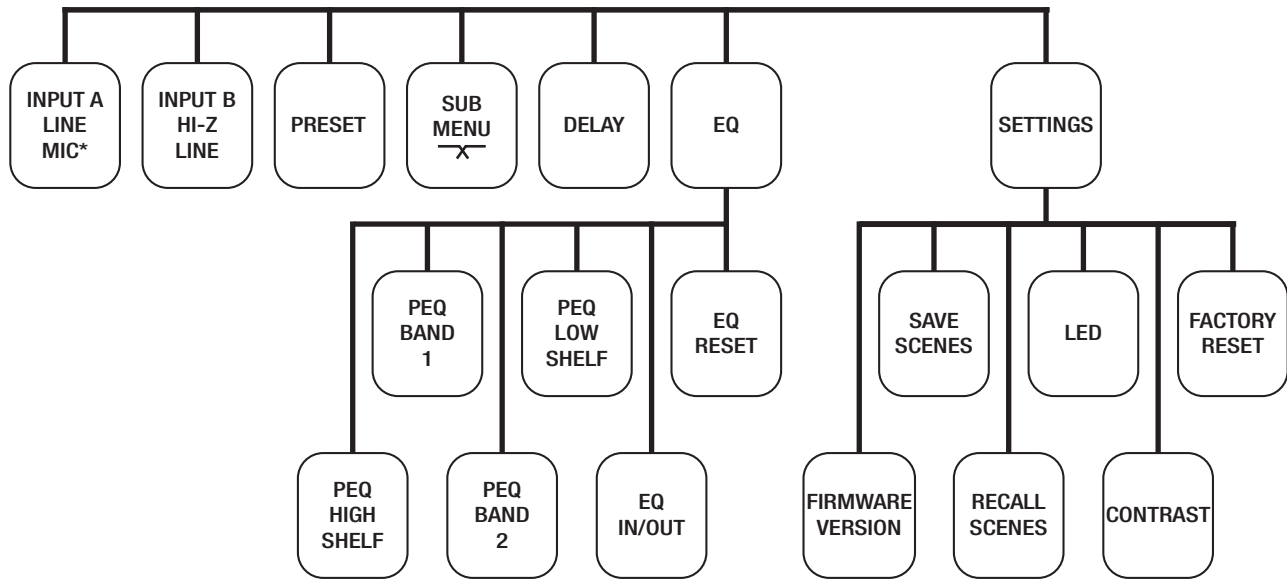 INPUT A
LINE
MIC*
INPUT B
HI-Z
LINE
PRESET
SUB
MENU
DELAY
EQ
SETTINGS
PEQ
BAND
1
PEQ
LOW
SHELF
EQ
RESET
SAVE
SCENES
LED
FACTORY
RESET
PEQ
HIGH
SHELF
PEQ
BAND
2
EQ
IN/OUT
FIRMWARE
VERSION
RECALL
SCENES
CONTRAST